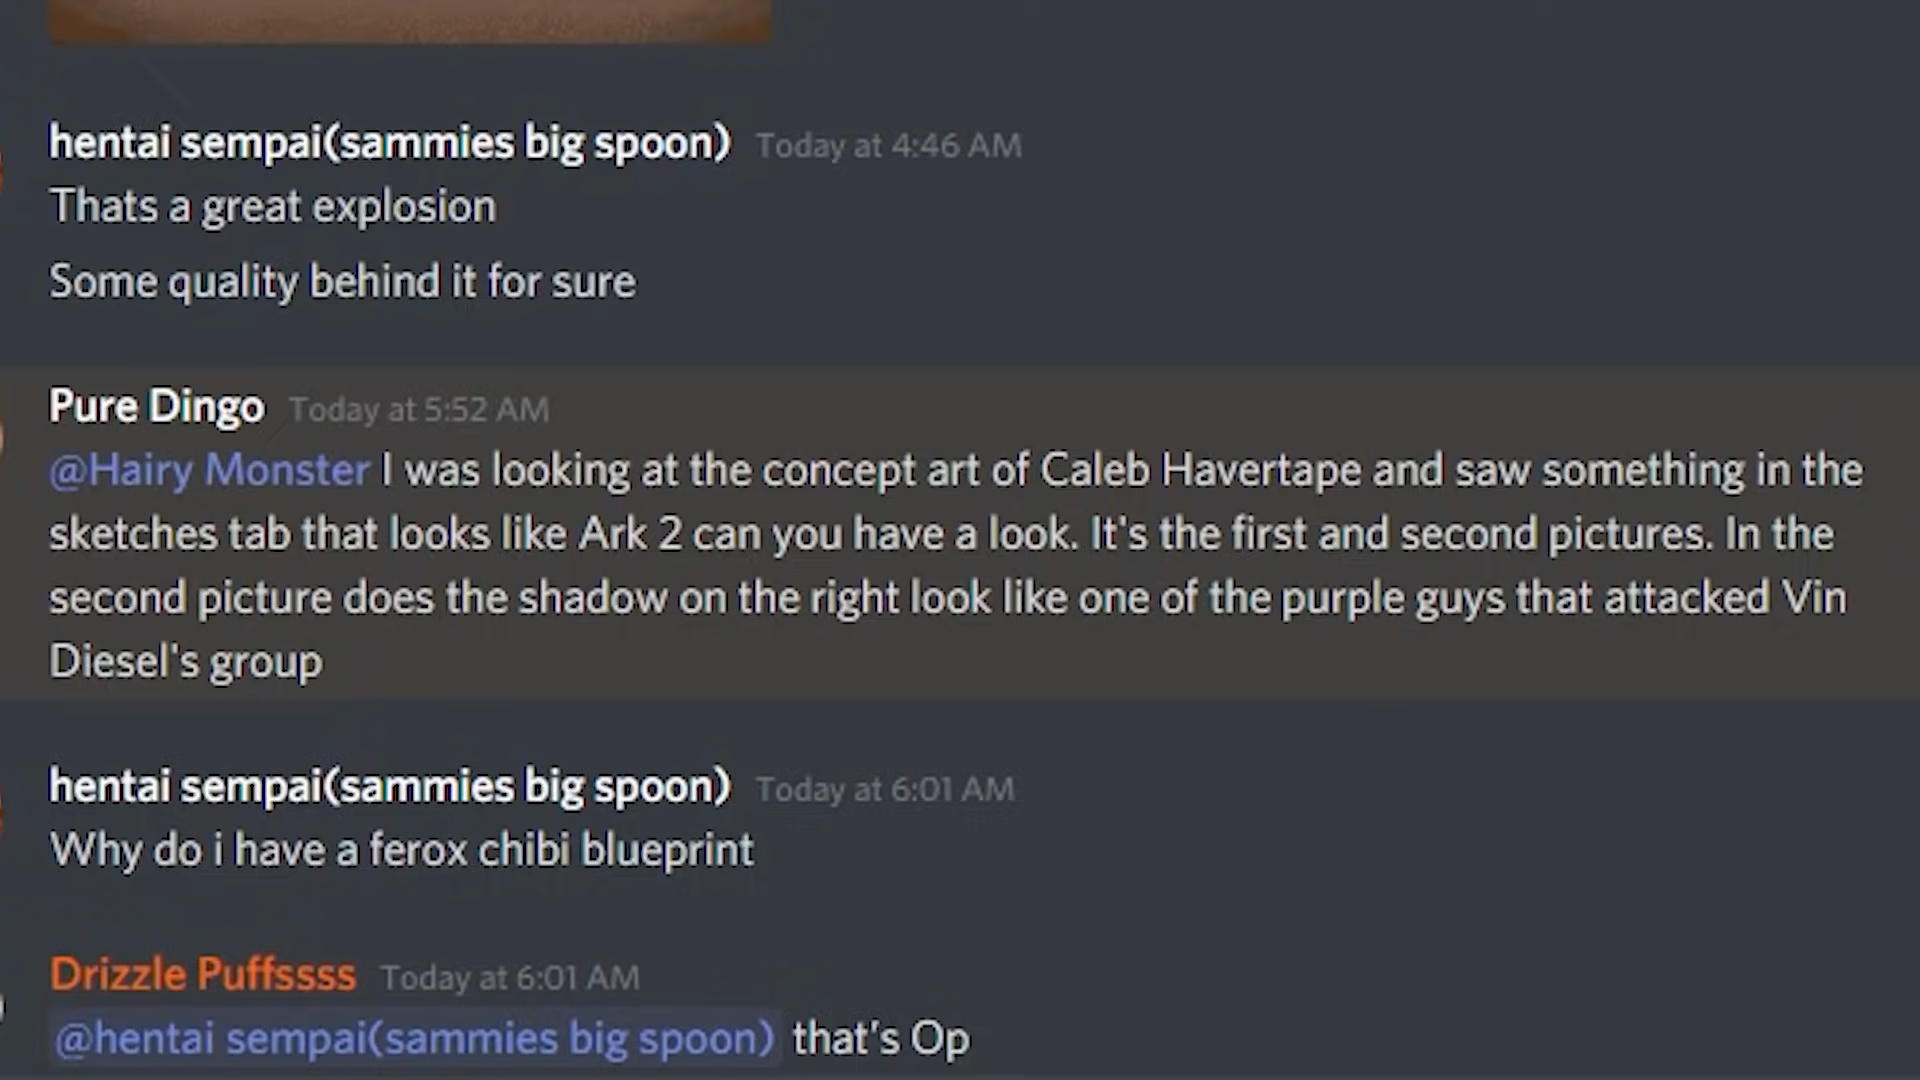 hentai sempai(sammies big spoon) Today at 4:46 AM
Thats a great explosion
Some quality behind it for sure
Pure Dingo Today at 5:52 AM
@Hairy Monster I was looking at the concept art of Caleb Havertape and saw something in the
sketches tab that looks like Ark 2 can you have a look. It's the first and second pictures. In the
second picture does the shadow on the right look like one of the purple guys that attacked Vin
Diesel's group
hentai sempai(sammies big spoon) Today at 6:01 AM
Why do i have a ferox chibi blueprint
Drizzle Puffssss Today at 6:01 AM
@hentai sempai(sammies big spoon) that's Op